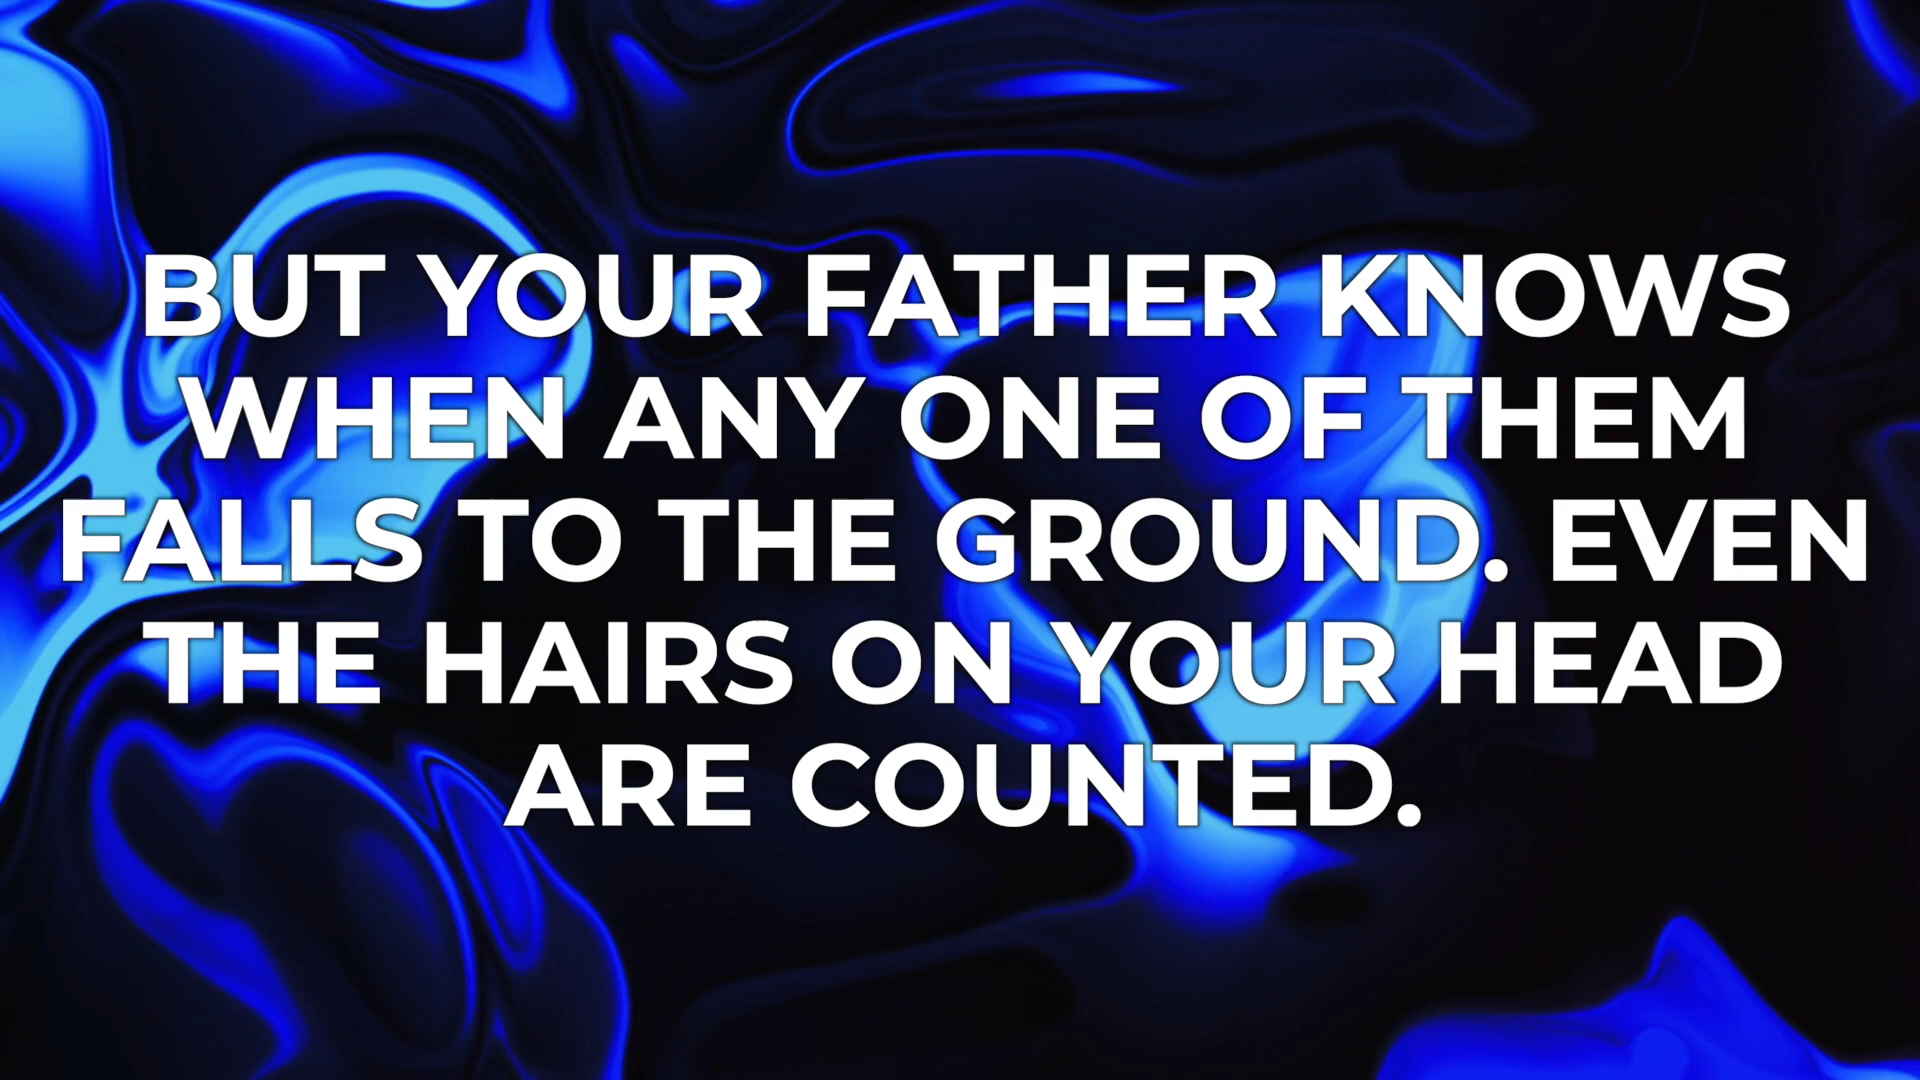 BUT YOUR FATHER KNOWS
WHEN ANY ONE OF THEM
FALLS TO THE GROUND. EVEN
THE HAIRS ON YOUR HEAD
ARE COUNTED.